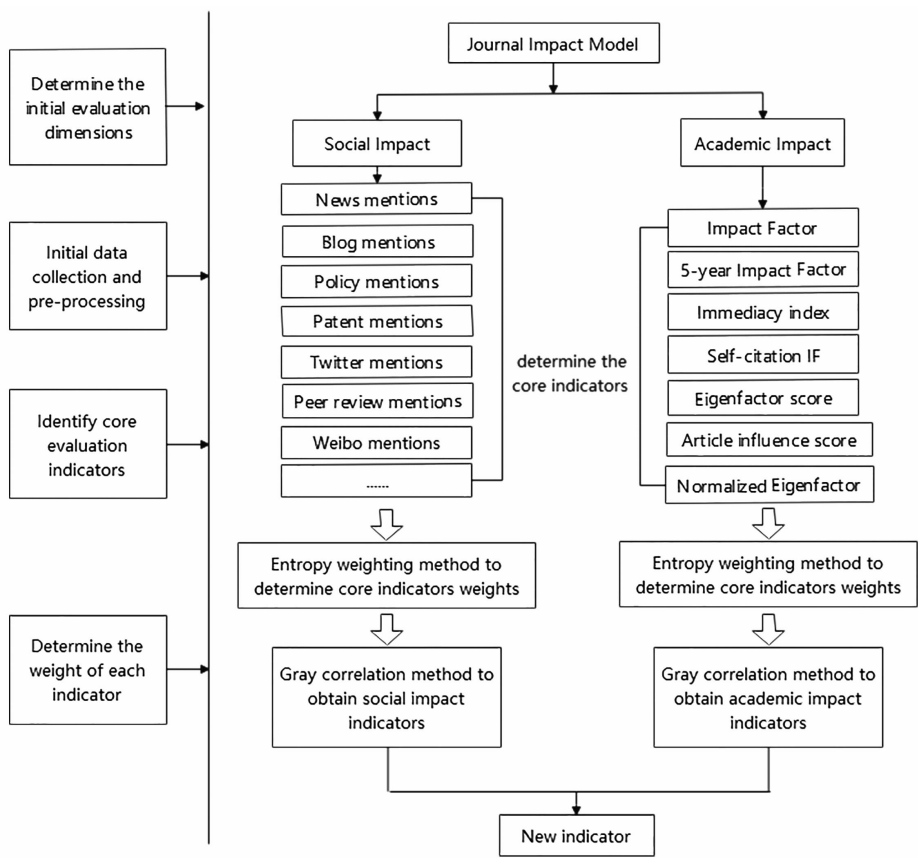 Determine the
initial evaluation
dimensions
Initial data
collection and
pre-processing
Identify core
evaluation
indicators
Determine the
weight of each
indicator
Journal Impact Model
Social Impact
News mentions
Blog mentions
Policy mentions
Patent mentions
Twitter mentions
Peer review mentions
Weibo mentions
......
determine the
core indicators
Academic Impact
Impact Factor
5-year Impact Factor
Immediacy index
Self-citation IF
Eigenfactor score
Article influence score
Normalized Eigenfactor
Entropy weighting method to
determine core indicators weights
Entropy weighting method to
determine core indicators weights
Gray correlation method to
obtain social impact
indicators
Gray correlation method to
obtain academic impact
indicators
New indicator